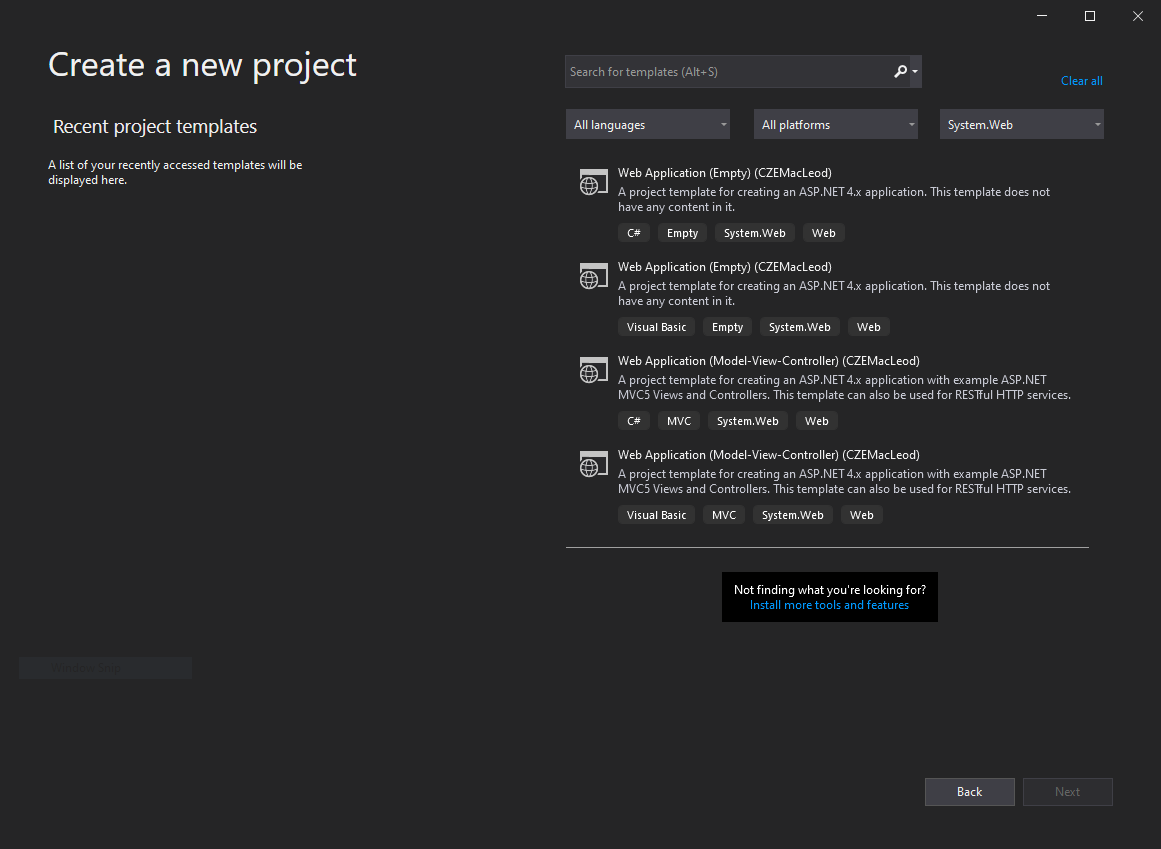 Create a new project
Recent project templates
A list of your recently accessed templates will be
displayed here.
Search for templates (Alt+S)
Clear all
All languages
All platforms
System.Web
Web Application (Empty) (CZEMacLeod)
A project template for creating an ASP.NET 4.x application. This template does not
have any content in it.
C# Empty System.Web Web
Web Application (Empty) (CZEMacLeod)
A project template for creating an ASP.NET 4.x application. This template does not
have any content in it.
Visual Basic Empty System.Web Web
Web Application (Model-View-Controller) (CZEMacLeod)
A project template for creating an ASP.NET 4.x application with example ASP.NET
MVC5 Views and Controllers. This template can also be used for RESTful HTTP services.
C# MVC System.Web Web
Web Application (Model-View-Controller) (CZEMacLeod)
A project template for creating an ASP.NET 4.x application with example ASP.NET
MVC5 Views and Controllers. This template can also be used for RESTful HTTP services.
Visual Basic MVC System.Web Web
Not finding what you're looking for?
Install more tools and features
Window Snip
Back
Next